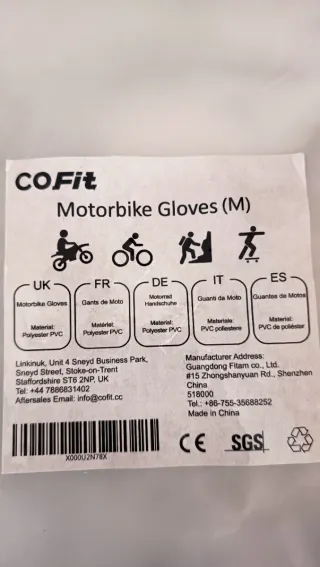 COFit
Motorbike Gloves (M)
UK
Motorbike Gloves
Material:
Polyester PVC
FR
Gants de Moto
Matériel:
Polyester PVC
DE
Motorrad
Handschuhe
Material:
Polyester PVC
IT
Guanti da Moto
Materiale:
PVC poliestere
ES
Guantes de Motos
Material:
PVC de poliéster
Linkinuk, Unit 4 Sneyd Business Park,
Sneyd Street, Stoke-on-Trent
Staffordshire ST6 2NP, UK
Tel: +44 7886831402
Aftersales Email: info@cofit.cc
Manufacturer Address:
Guangdong Fitam co., Ltd.
#15 Zhongshanyuan Rd., Shenzhen
China
518000
Tel.: +86-755-35688252
Made in China
X000U2N78X
CE SGS